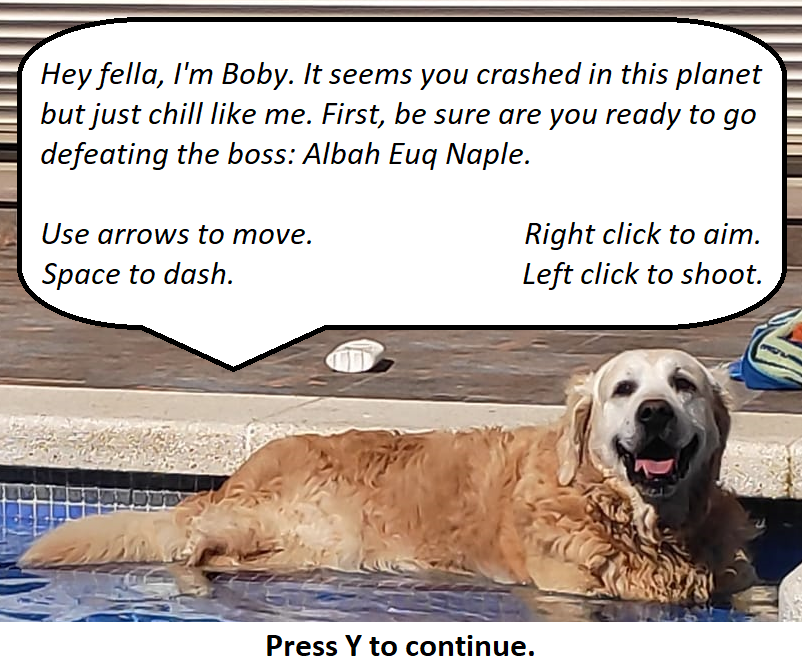 Hey fella, I'm Boby. It seems you crashed in this planet
but just chill like me. First, be sure are you ready to go
defeating the boss: Albah Euq Naple.
Use arrows to move. Right click to aim.
Space to dash. Left click to shoot.
Press Y to continue.